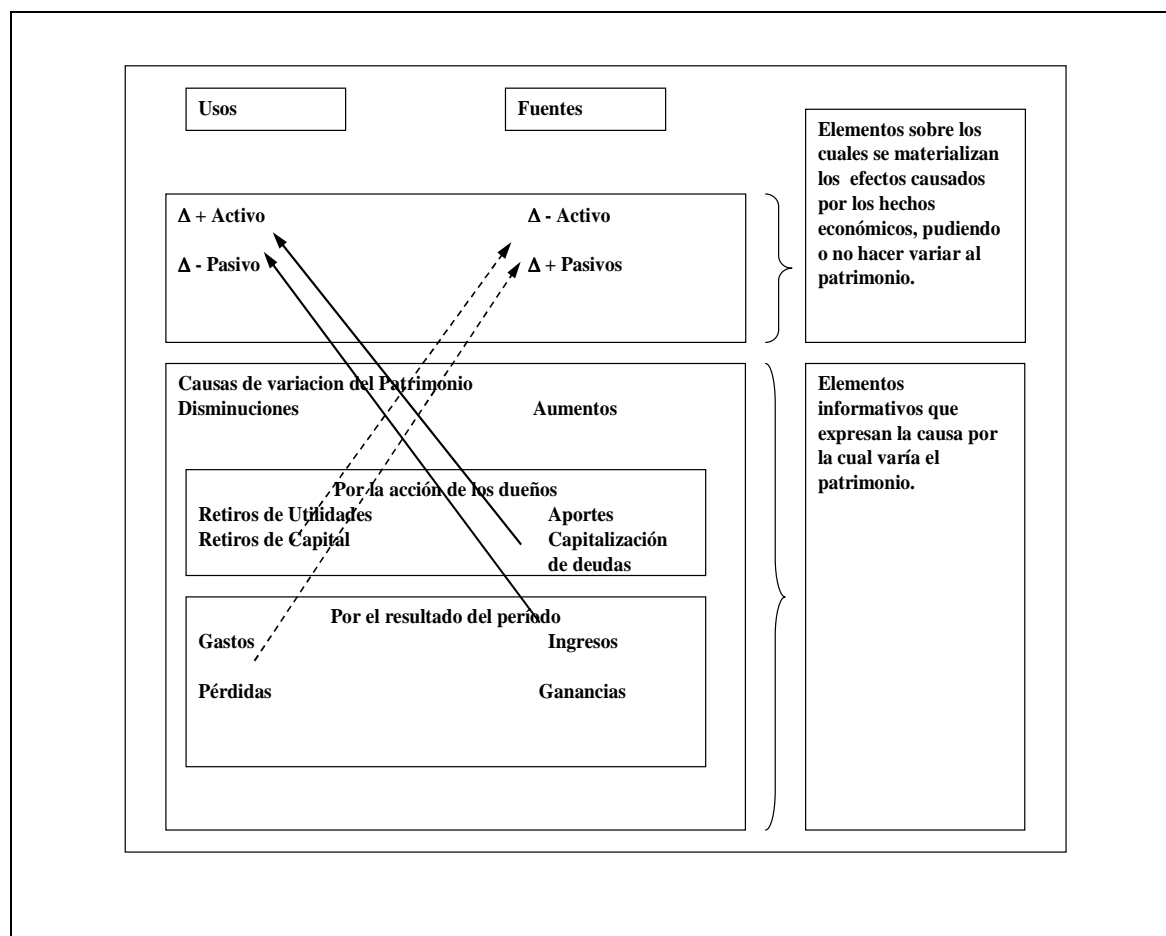 Usos
Fuentes
Elementos sobre los
cuales se materializan
los efectos causados
por los hechos
económicos, pudiendo
o no hacer variar al
patrimonio.
Δ + Activo
Δ - Activo
Δ - Pasivo
Δ + Pasivos
Causas de variacion del Patrimonio
Disminuciones
Aumentos
Por la acción de los dueños
Retiros de Utilidades
Aportes
Retiros de Capital
Capitalización
de deudas
Por el resultado del período
Gastos
Ingresos
Pérdidas
Ganancias
Elementos
informativos que
expresan la causa por
la cual varía el
patrimonio.